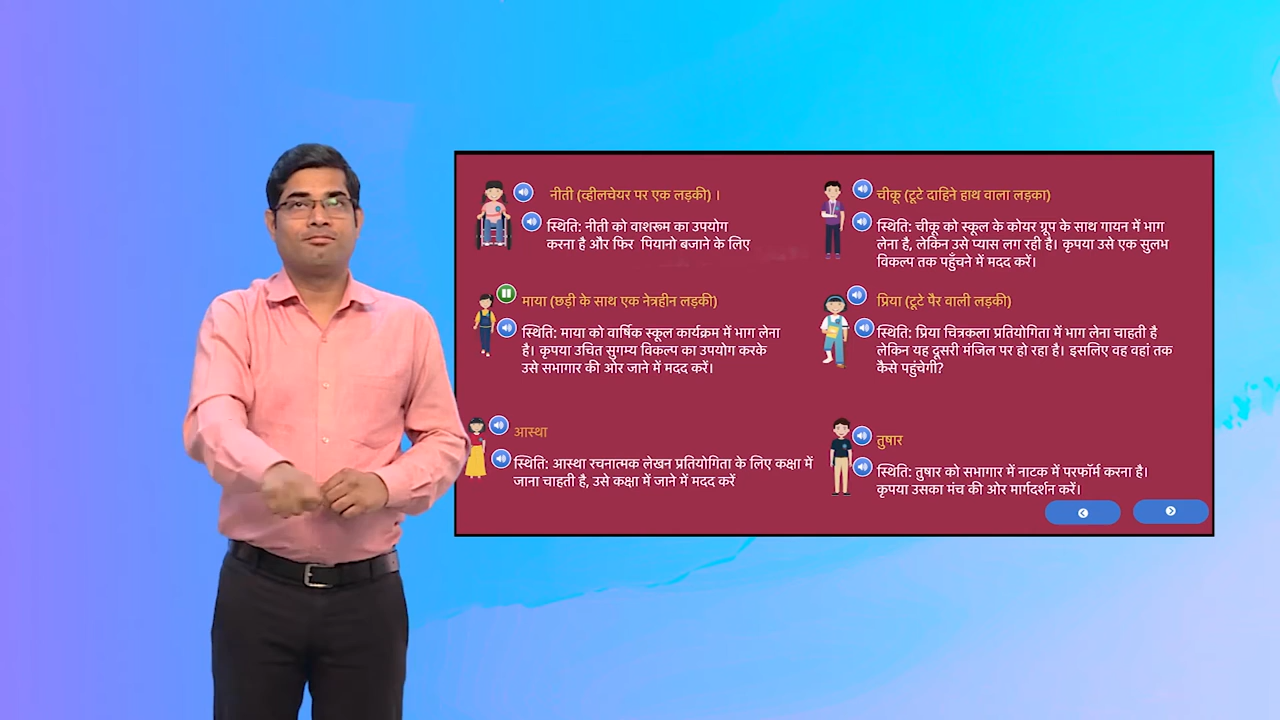 नीती (व्हीलचेयर पर एक लड़की) ।
स्थिति: नीती को वाशरूम का उपयोग
करना है और फिर पियानो बजाने के लिए
माया (छड़ी के साथ एक नेत्रहीन लड़की)
स्थिति: माया को वार्षिक स्कूल कार्यक्रम में भाग लेना
है। कृपया उचित सुगम्य विकल्प का उपयोग करके
उसे सभागार की ओर जाने में मदद करें।
आस्था
स्थिति: आस्था रचनात्मक लेखन प्रतियोगिता के लिए कक्षा में
जाना चाहती है, उसे कक्षा में जाने में मदद करें
चीकू (टूटे दाहिने हाथ वाला लड़का)
स्थिति: चीकू को स्कूल के कोयर ग्रूप के साथ गायन में भाग
लेना है, लेकिन उसे प्यास लग रही है। कृपया उसे एक सुलभ
विकल्प तक पहुँचने में मदद करें।
प्रिया (टूटे पैर वाली लड़की)
स्थिति: प्रिया चित्रकला प्रतियोगिता में भाग लेना चाहती है
लेकिन यह दूसरी मंजिल पर हो रहा है। इसलिए वह वहां तक
कैसे पहुंचेगी?
तुषार
स्थिति: तुषार को सभागार में नाटक में परफॉर्म करना है।
कृपया उसका मंच की ओर मार्गदर्शन करें।